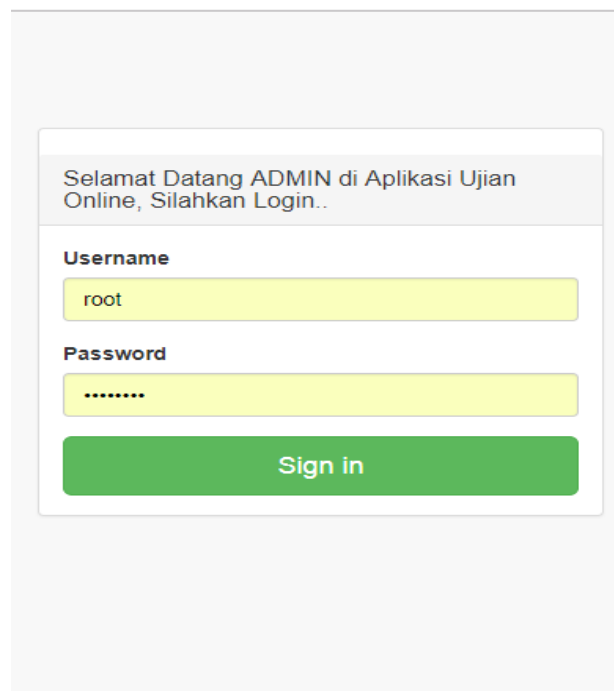 Selamat Datang ADMIN di Aplikasi Ujian
Online, Silahkan Login..
Username
root
Password
••••••••
Sign in